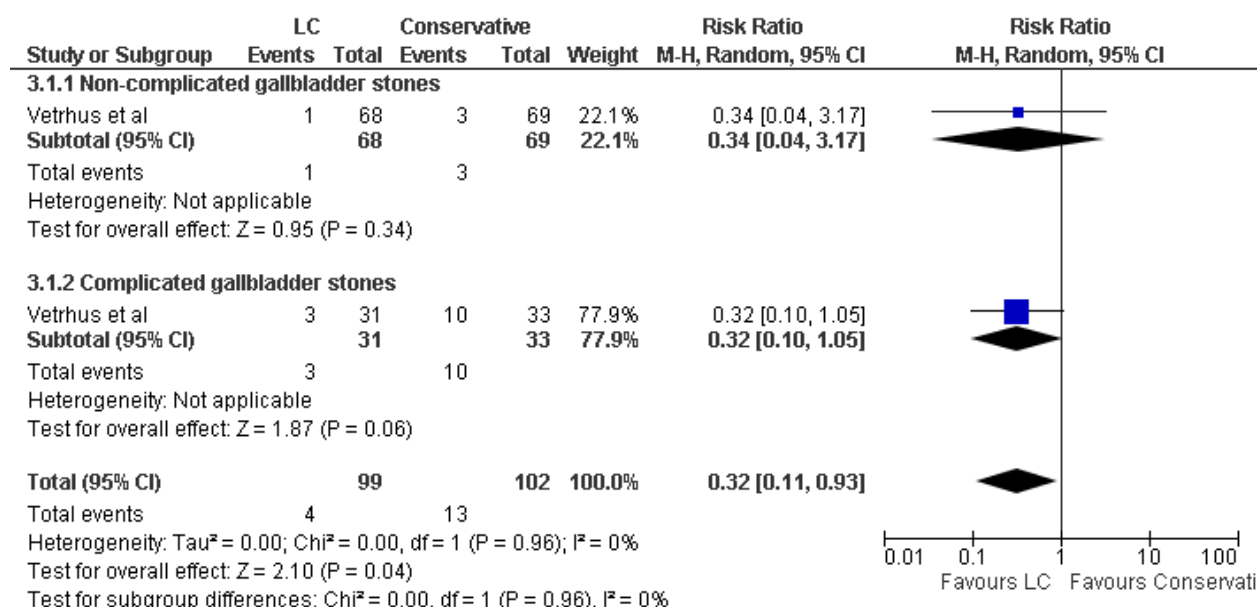 LC Conservative Risk Ratio Risk Ratio
Study or Subgroup Events Total Events Total Weight M-H, Random, 95% CI M-H, Random, 95% CI
3.1.1 Non-complicated gallbladder stones
Vetrhus et al 1 68 3 69 22.1% 0.34 [0.04, 3.17]
Subtotal (95% CI) 68 69 22.1% 0.34 [0.04, 3.17]
Total events 1 3
Heterogeneity: Not applicable
Test for overall effect: Z = 0.95 (P = 0.34)
3.1.2 Complicated gallbladder stones
Vetrhus et al 3 31 10 33 77.9% 0.32 [0.10, 1.05]
Subtotal (95% CI) 31 33 77.9% 0.32 [0.10, 1.05]
Total events 3 10
Heterogeneity: Not applicable
Test for overall effect: Z = 1.87 (P = 0.06)
Total (95% CI) 99 102 100.0% 0.32 [0.11, 0.93]
Total events 4 13
Heterogeneity: Tau² = 0.00; Chi² = 0.00, df = 1 (P = 0.96); I² = 0%
Test for overall effect: Z = 2.10 (P = 0.04)
Test for subgroup differences: Chi² = 0.00, df = 1 (P = 0.96), I² = 0%
0.01 0.1 1 10 100
Favours LC Favours Conservati